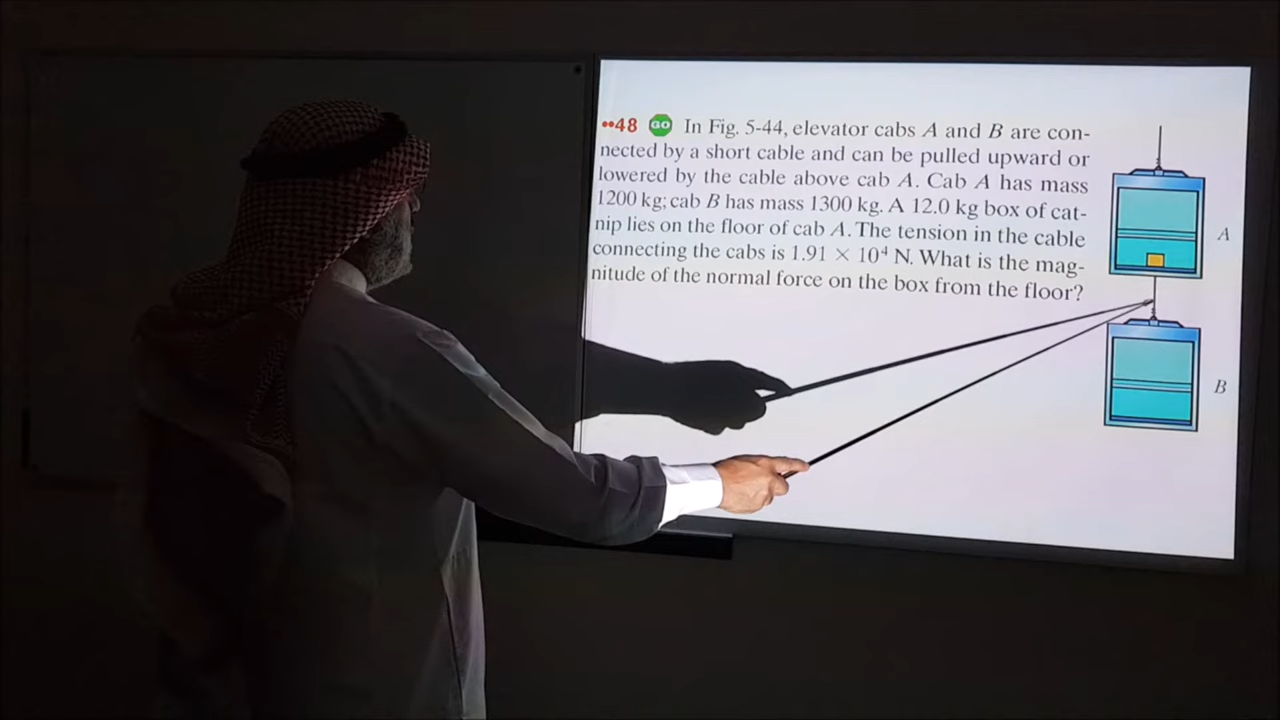 ••48 GO In Fig. 5-44, elevator cabs A and B are con-
nected by a short cable and can be pulled upward or
lowered by the cable above cab A. Cab A has mass
1200 kg; cab B has mass 1300 kg. A 12.0 kg box of cat-
nip lies on the floor of cab A. The tension in the cable
connecting the cabs is 1.91 × 10⁴ N. What is the mag-
nitude of the normal force on the box from the floor?
A
B